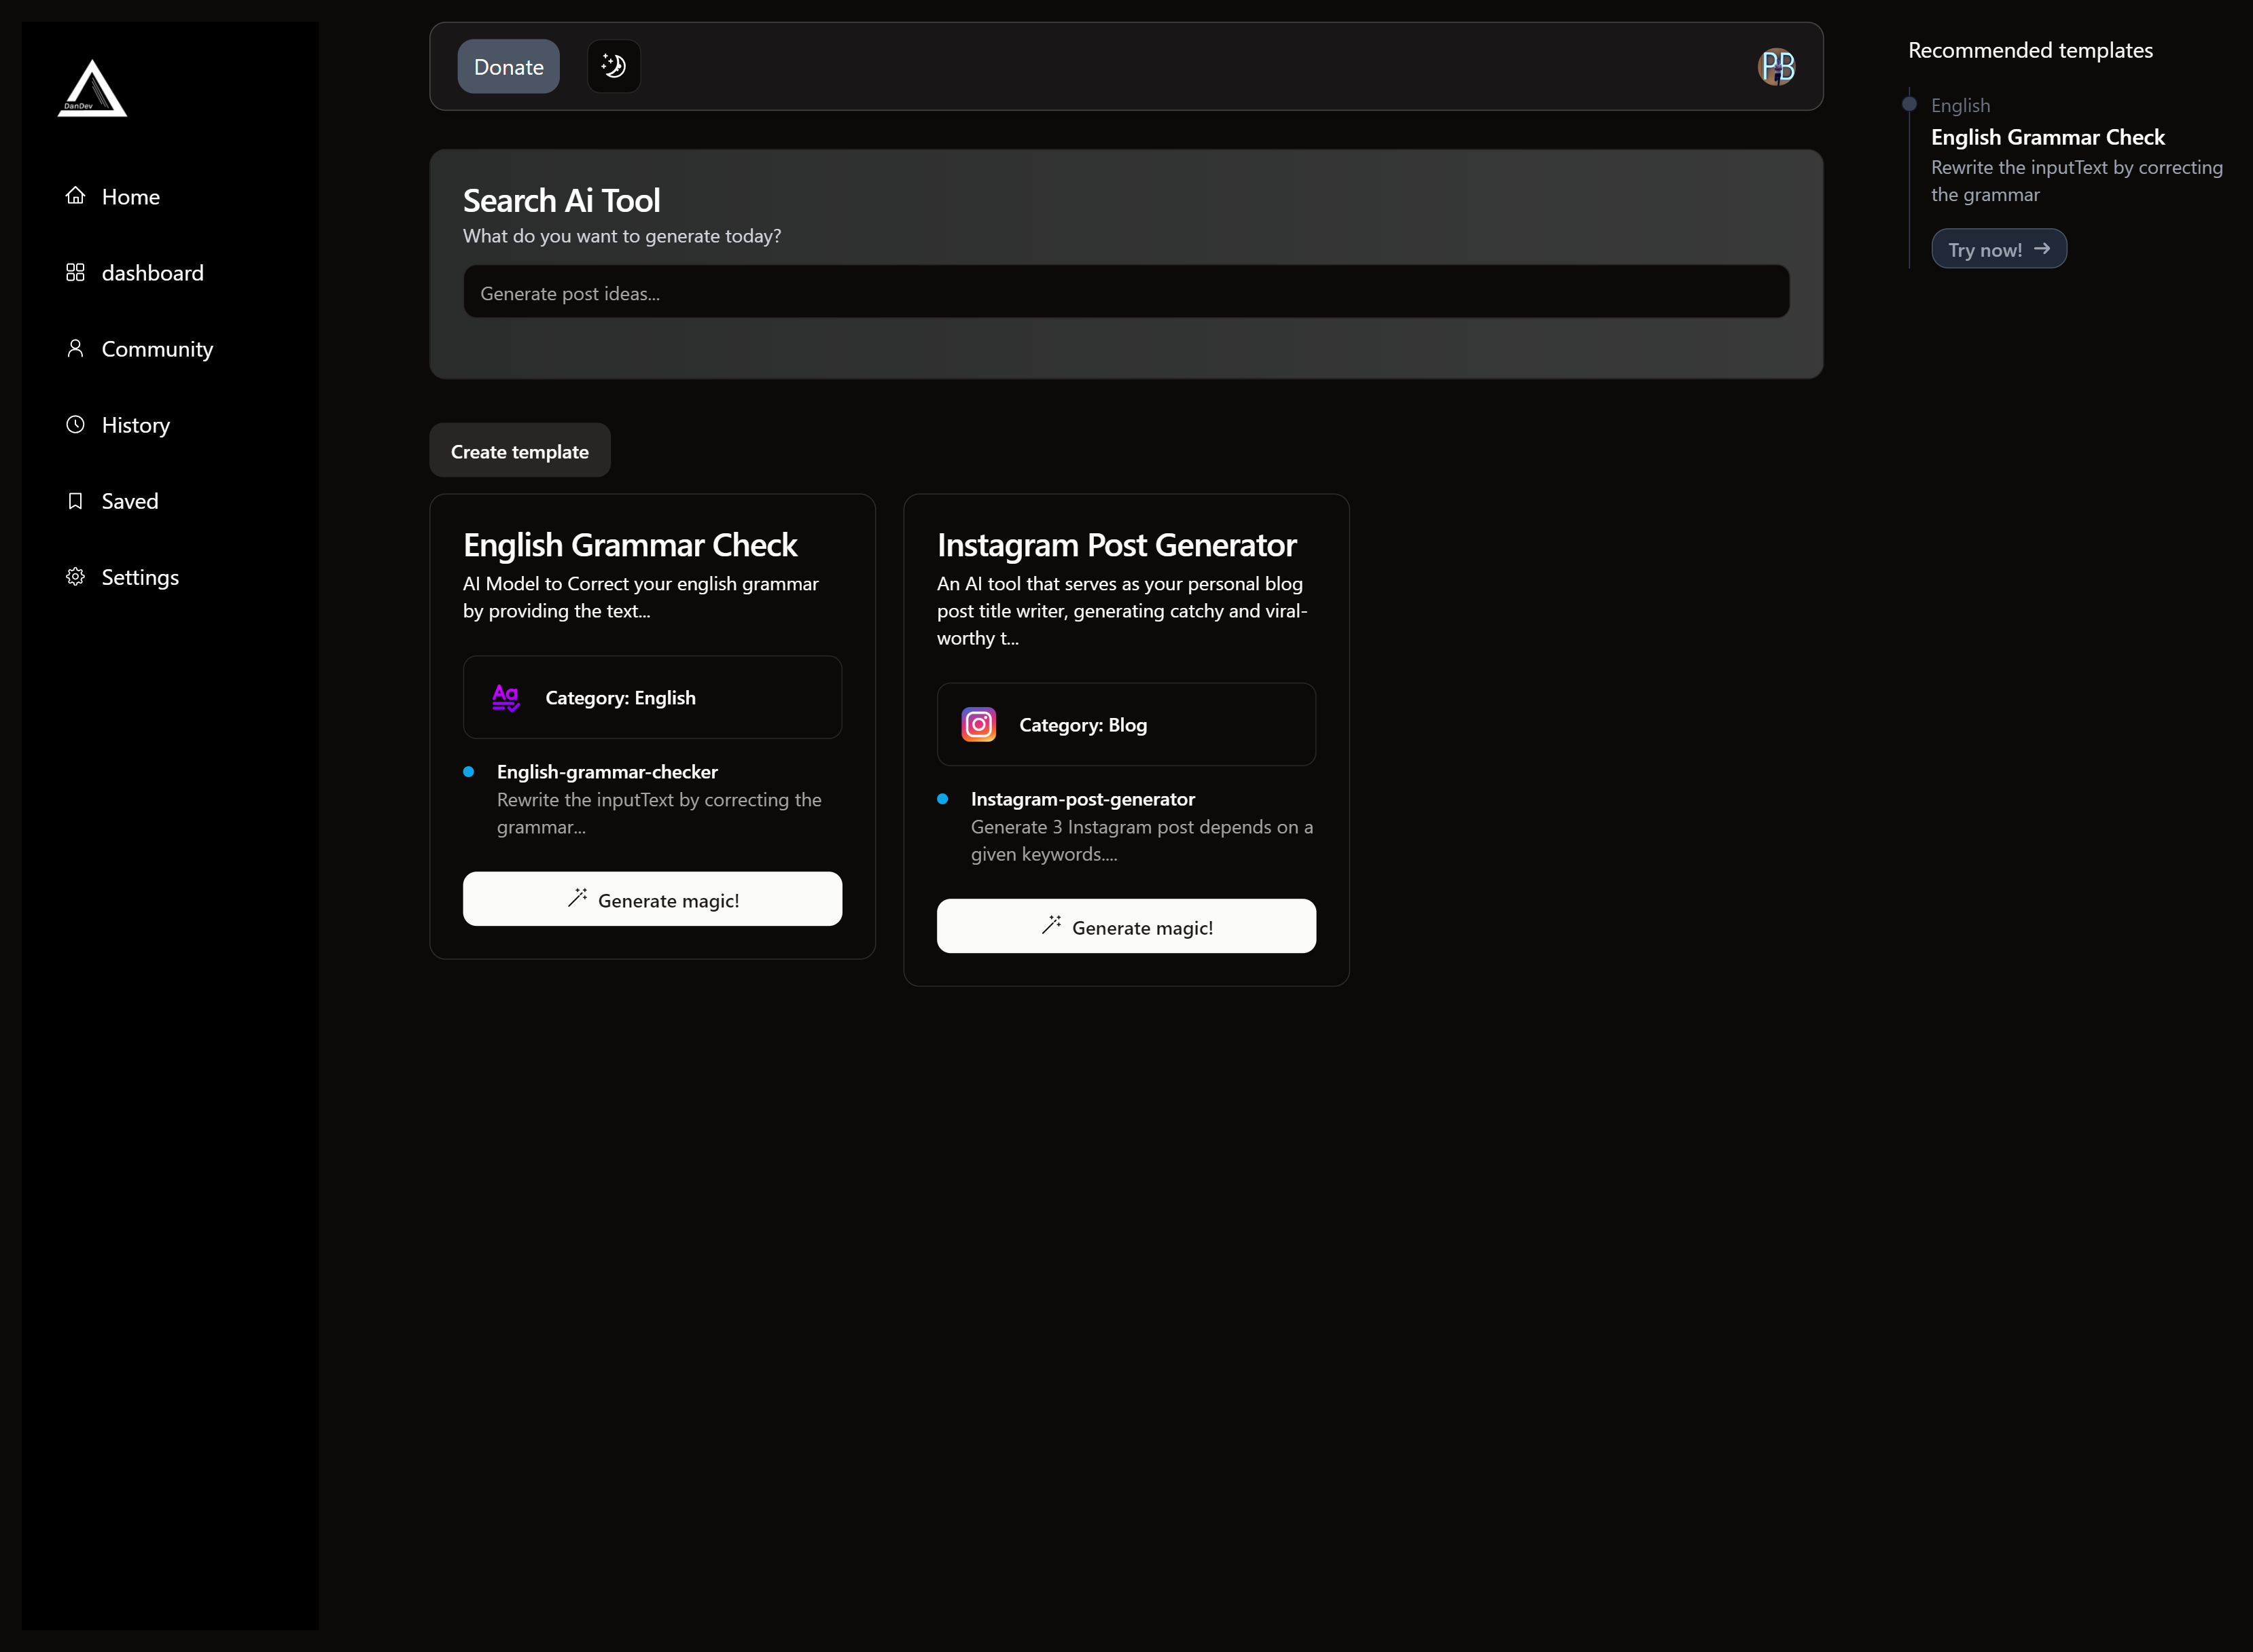 DanDev
Home
dashboard
Community
History
Saved
Settings
Donate
PB
Search Ai Tool
What do you want to generate today?
Generate post ideas...
Create template
English Grammar Check
AI Model to Correct your english grammar
by providing the text...
Category: English
English-grammar-checker
Rewrite the inputText by correcting the
grammar...
Generate magic!
Instagram Post Generator
An AI tool that serves as your personal blog
post title writer, generating catchy and viral-
worthy t...
Category: Blog
Instagram-post-generator
Generate 3 Instagram post depends on a
given keywords....
Generate magic!
Recommended templates
English
English Grammar Check
Rewrite the inputText by correcting
the grammar
Try now!